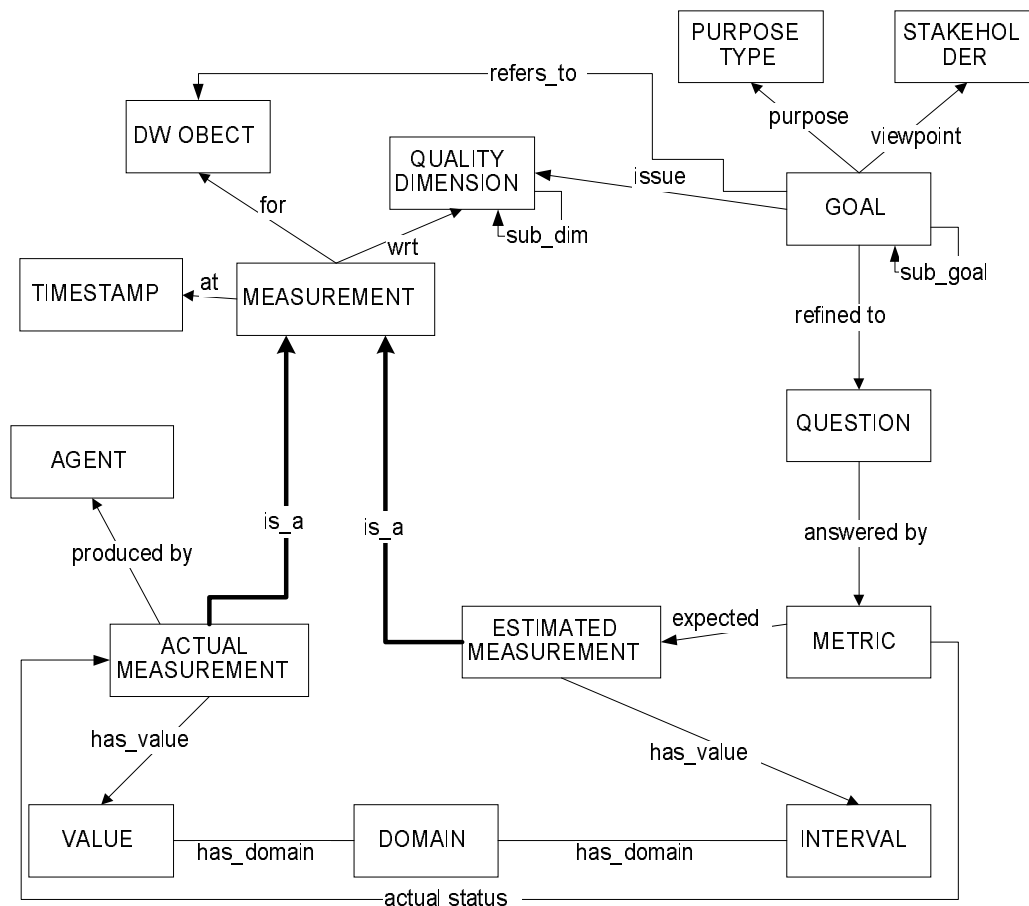 PURPOSE
TYPE
STAKEHOL
DER
refers_to
purpose
viewpoint
DW OBECT
QUALITY
DIMENSION
issue
GOAL
for
wrt
sub_dim
sub_goal
TIMESTAMP
at
MEASUREMENT
refined to
QUESTION
AGENT
is_a
is_a
produced by
answered by
ACTUAL
MEASUREMENT
ESTIMATED
MEASUREMENT
expected
METRIC
has_value
has_value
VALUE
has_domain
DOMAIN
has_domain
INTERVAL
actual status